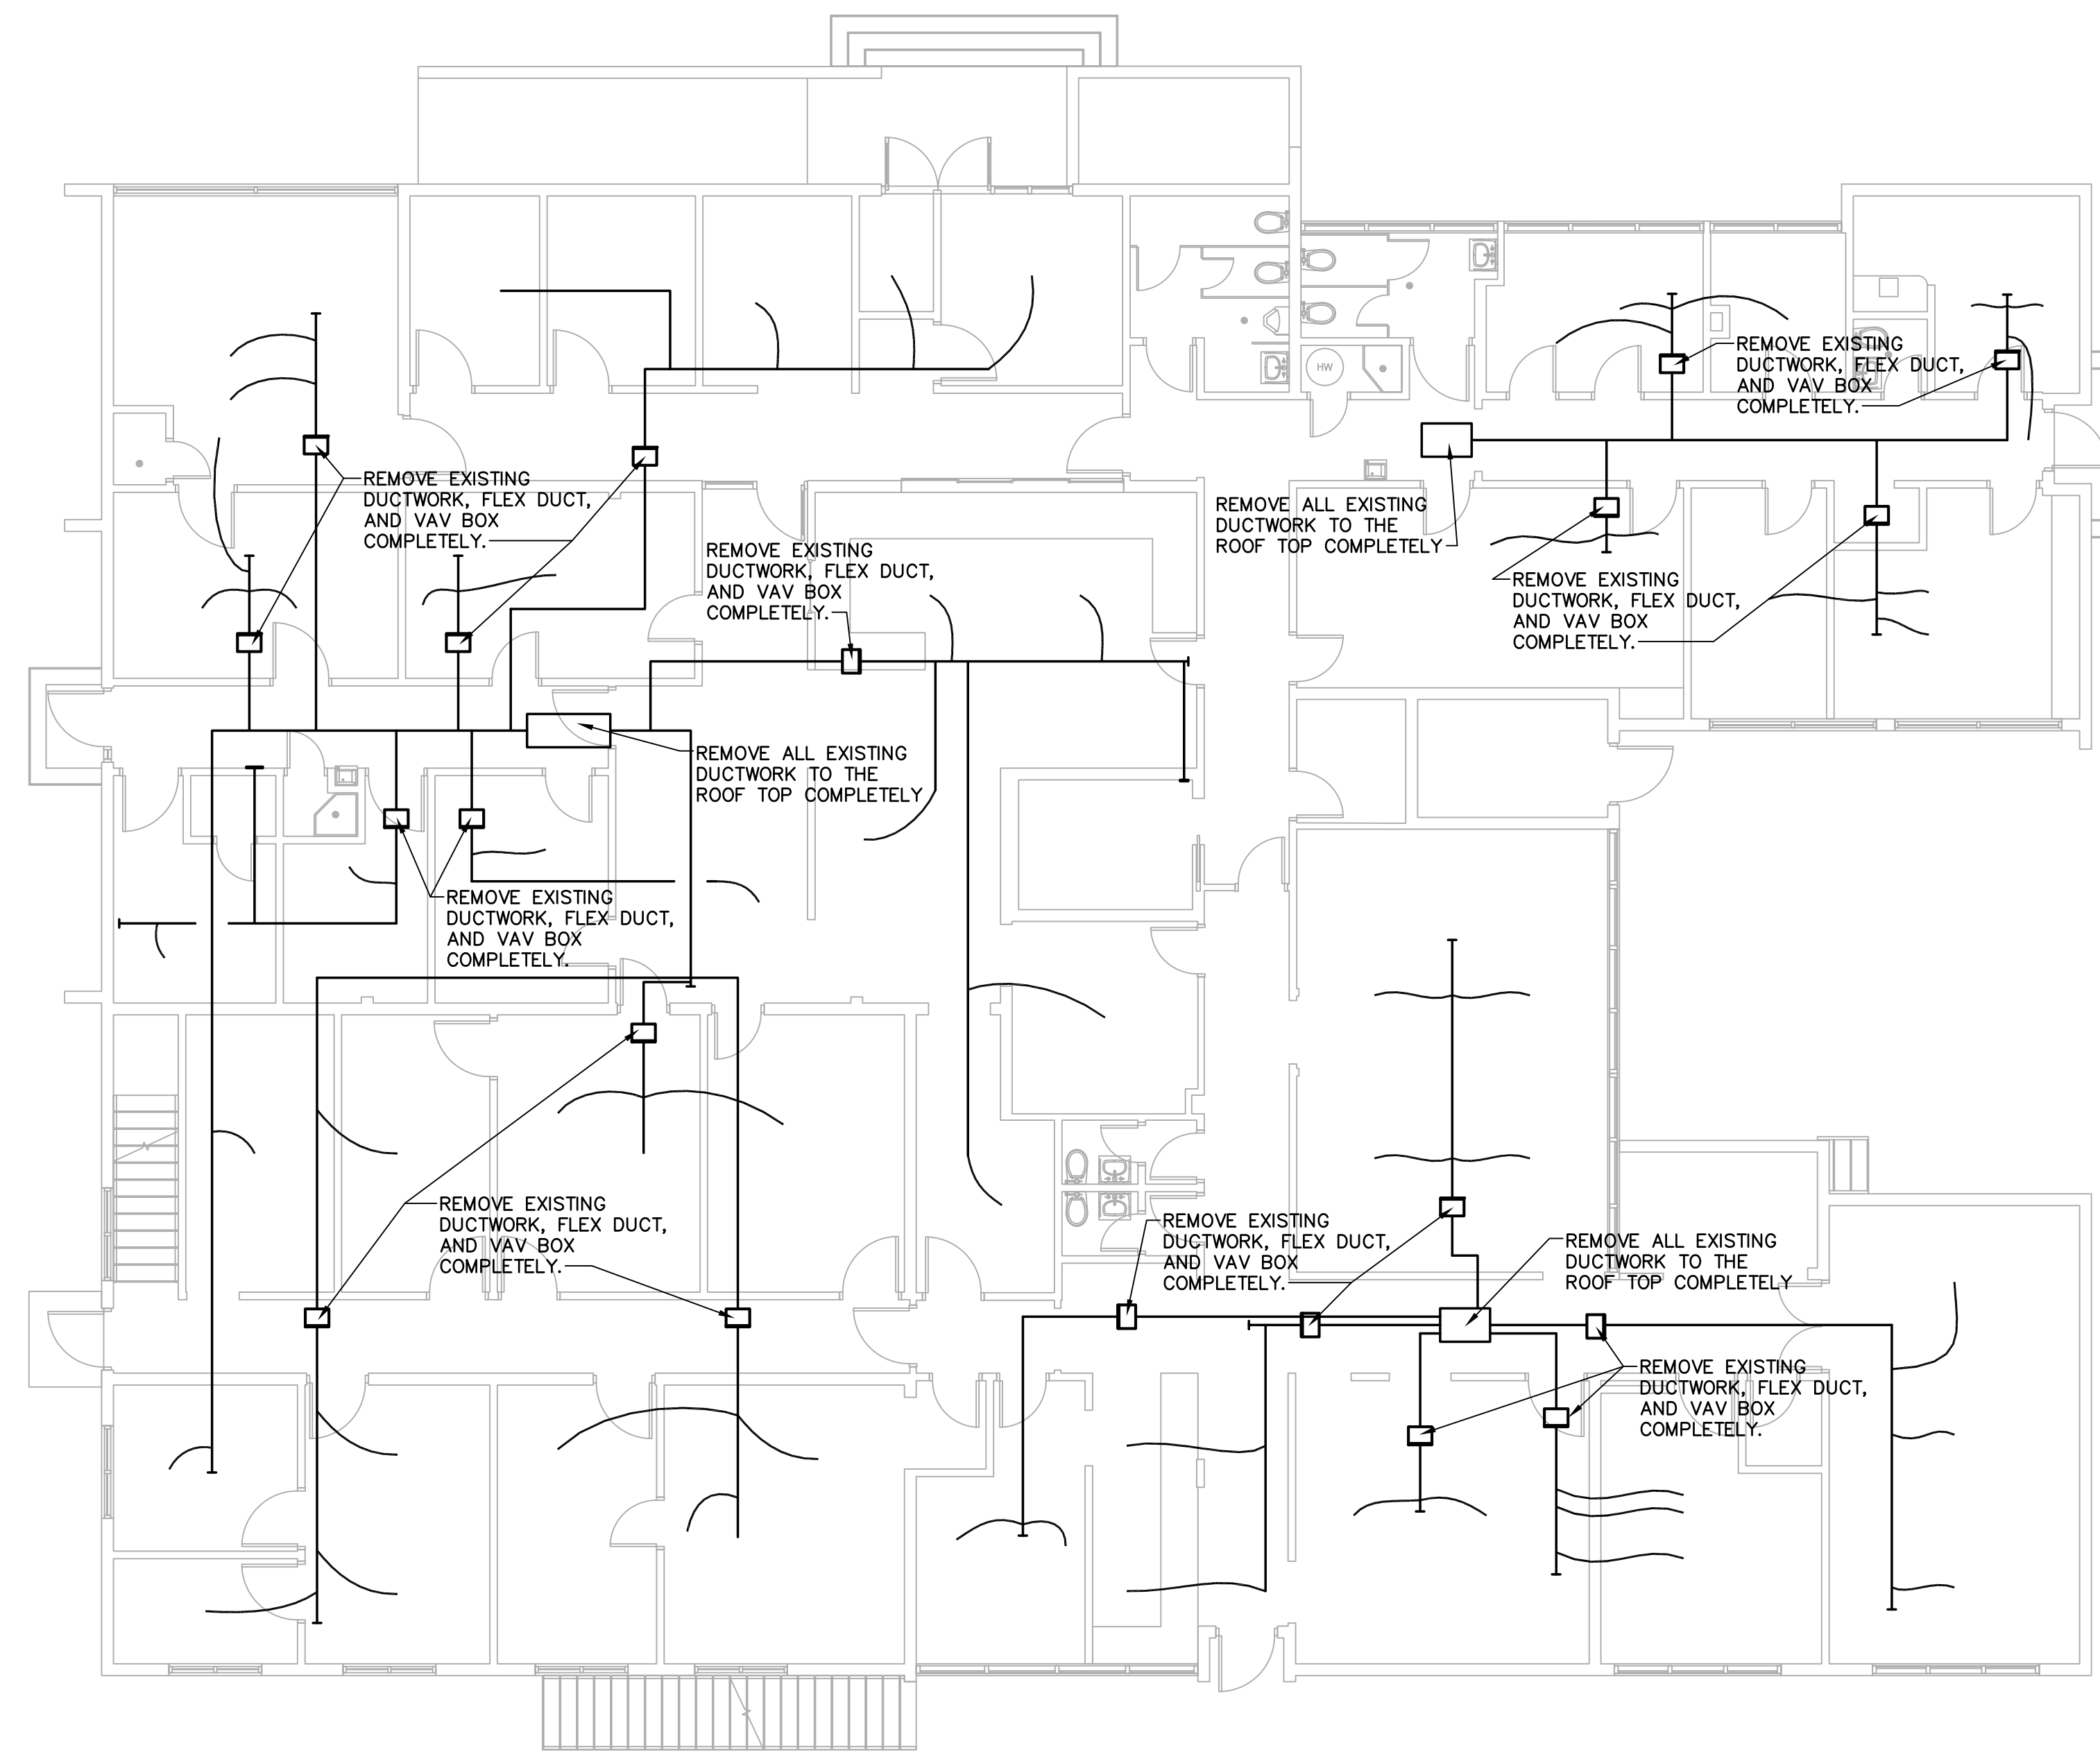 HW
REMOVE EXISTING
DUCTWORK, FLEX DUCT,
AND VAV BOX
COMPLETELY.
REMOVE EXISTING
DUCTWORK, FLEX DUCT,
AND VAV BOX
COMPLETELY.
REMOVE ALL EXISTING
DUCTWORK TO THE
ROOF TOP COMPLETELY
REMOVE EXISTING
DUCTWORK, FLEX DUCT,
AND VAV BOX
COMPLETELY.
REMOVE EXISTING
DUCTWORK, FLEX DUCT,
AND VAV BOX
COMPLETELY.
REMOVE ALL EXISTING
DUCTWORK TO THE
ROOF TOP COMPLETELY
REMOVE EXISTING
DUCTWORK, FLEX DUCT,
AND VAV BOX
COMPLETELY.
REMOVE EXISTING
DUCTWORK, FLEX DUCT,
AND VAV BOX
COMPLETELY.
REMOVE EXISTING
DUCTWORK, FLEX DUCT,
AND VAV BOX
COMPLETELY.
REMOVE ALL EXISTING
DUCTWORK TO THE
ROOF TOP COMPLETELY
REMOVE EXISTING
DUCTWORK, FLEX DUCT,
AND VAV BOX
COMPLETELY.